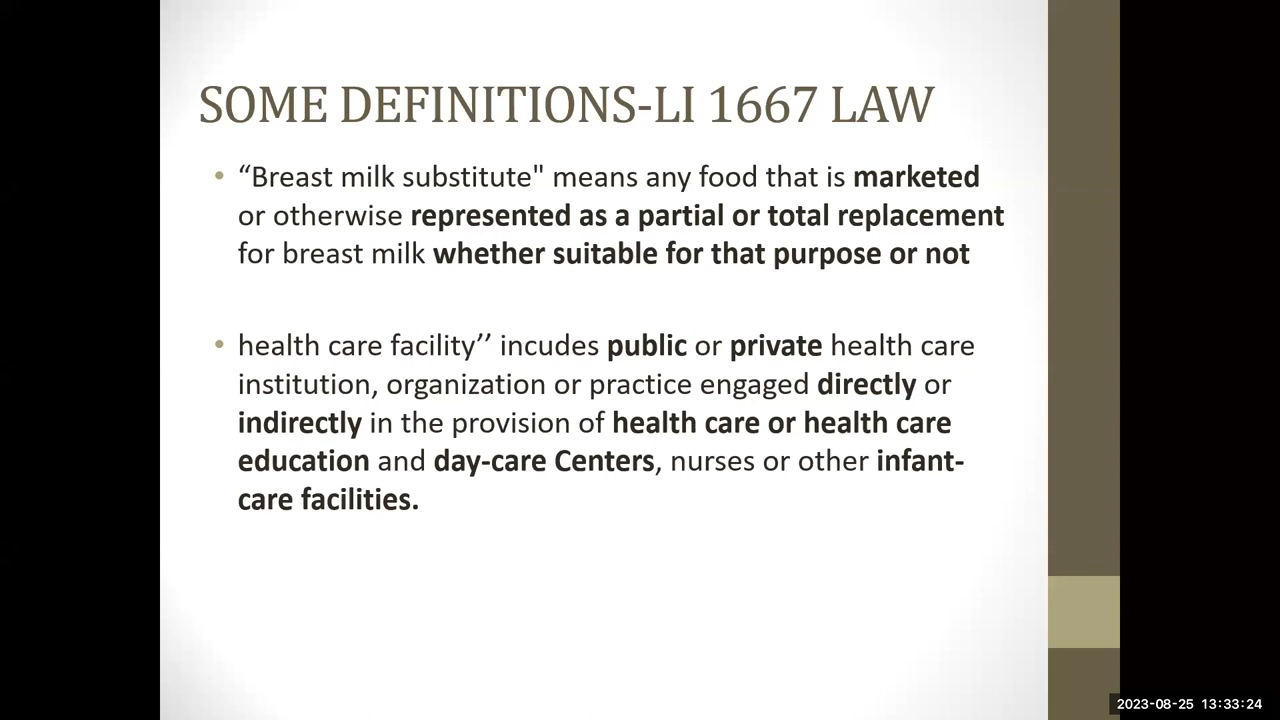 SOME DEFINITIONS-LI 1667 LAW
• “Breast milk substitute" means any food that is marketed
or otherwise represented as a partial or total replacement
for breast milk whether suitable for that purpose or not
• health care facility’’ incudes public or private health care
institution, organization or practice engaged directly or
indirectly in the provision of health care or health care
education and day-care Centers, nurses or other infant-
care facilities.
2023-08-25 13:33:24